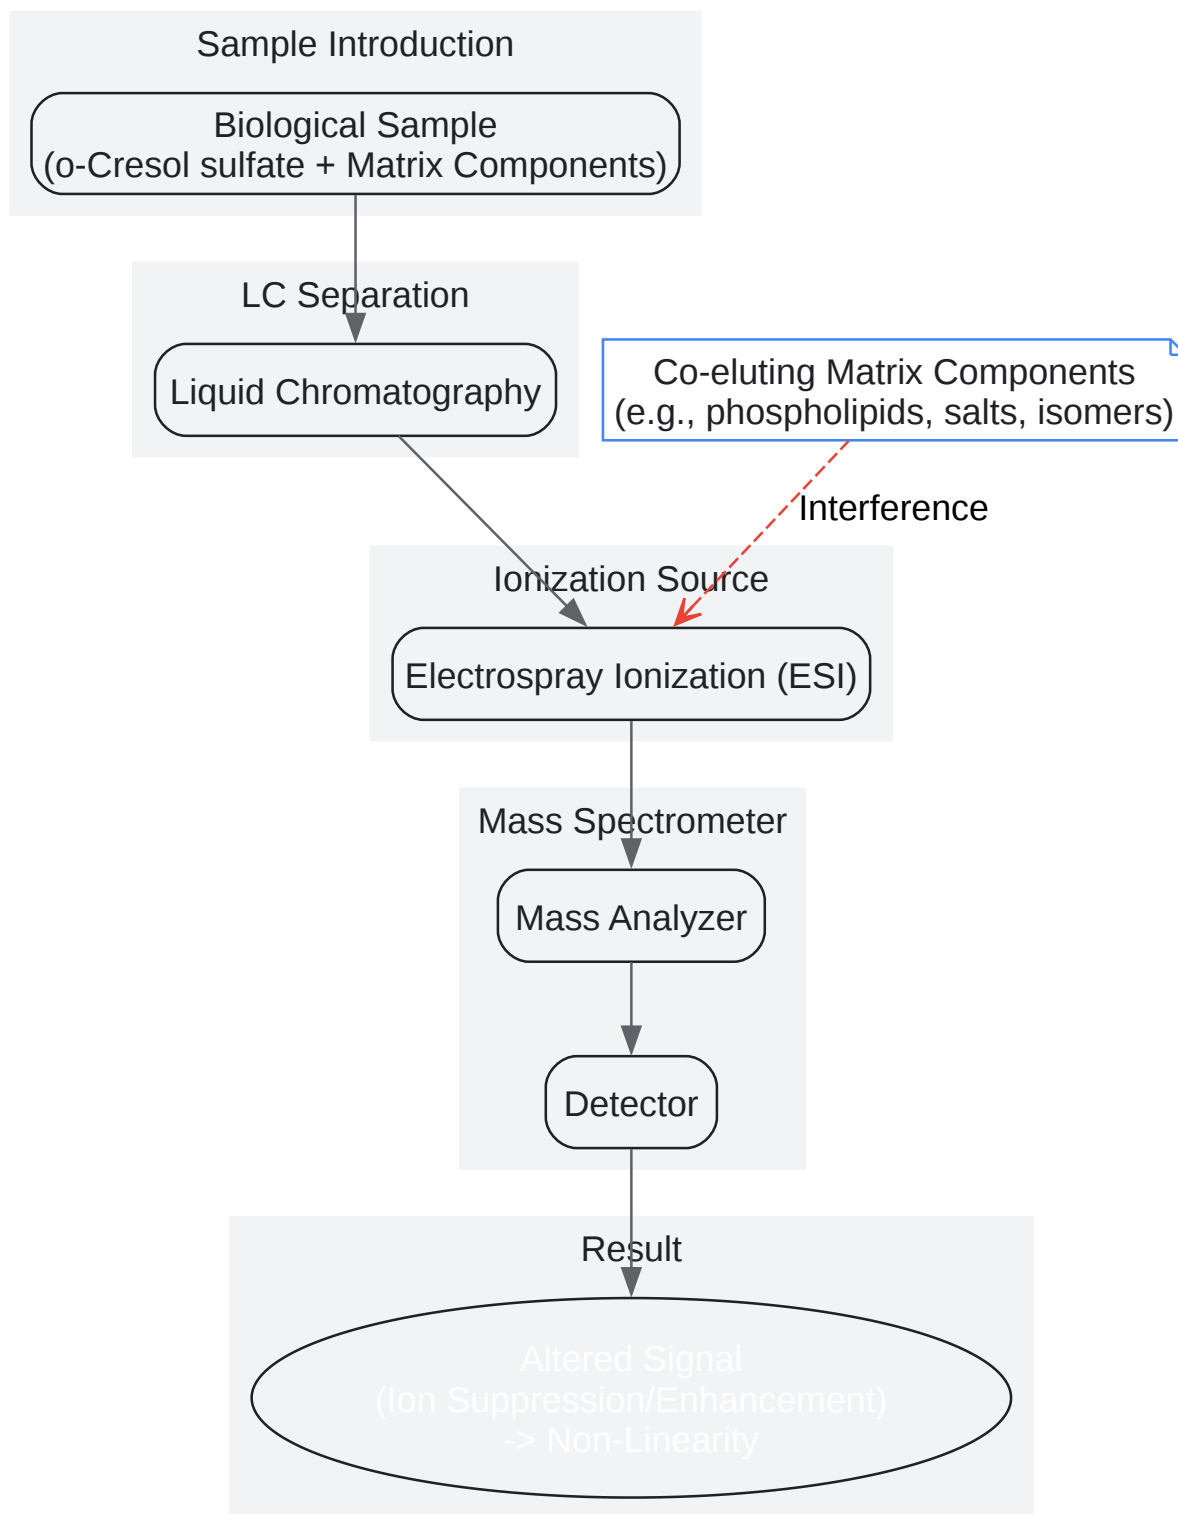 Sample Introduction
Biological Sample
(o-Cresol sulfate + Matrix Components)
LC Separation
Liquid Chromatography
Co-eluting Matrix Components
(e.g., phospholipids, salts, isomers)
Interference
Ionization Source
Electrospray Ionization (ESI)
Mass Spectrometer
Mass Analyzer
Detector
Result
Altered Signal
(Ion Suppression/Enhancement)
-> Non-Linearity